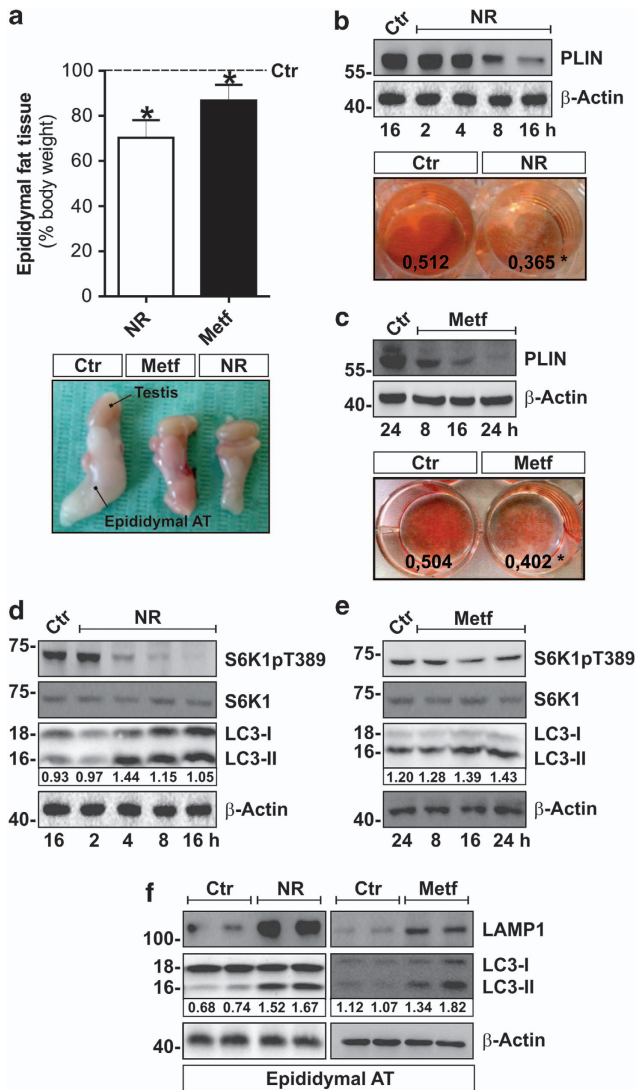 a
Epididymal fat tissue
(% body weight)
100
80
60
40
20
0
Ctr
*
*
NR
Metf
Ctr Metf NR
Testis
Epididymal AT
b
Ctr NR
55-
PLIN
40-
β-Actin
16 2 4 8 16 h
Ctr NR
0,512 0,365 *
c
Ctr Metf
55-
PLIN
40-
β-Actin
24 8 16 24 h
Ctr Metf
0,504 0,402 *
d
Ctr NR
75-
S6K1pT389
75-
S6K1
18-
LC3-I
16-
LC3-II
0.93 0.97 1.44 1.15 1.05
40-
β-Actin
16 2 4 8 16 h
e
Ctr Metf
75-
S6K1pT389
75-
S6K1
18-
LC3-I
16-
LC3-II
1.20 1.28 1.39 1.43
40-
β-Actin
24 8 16 24 h
f
Ctr NR Ctr Metf
100-
LAMP1
18-
LC3-I
16-
LC3-II
0.68 0.74 1.52 1.67 1.12 1.07 1.34 1.82
40-
β-Actin
Epididymal AT